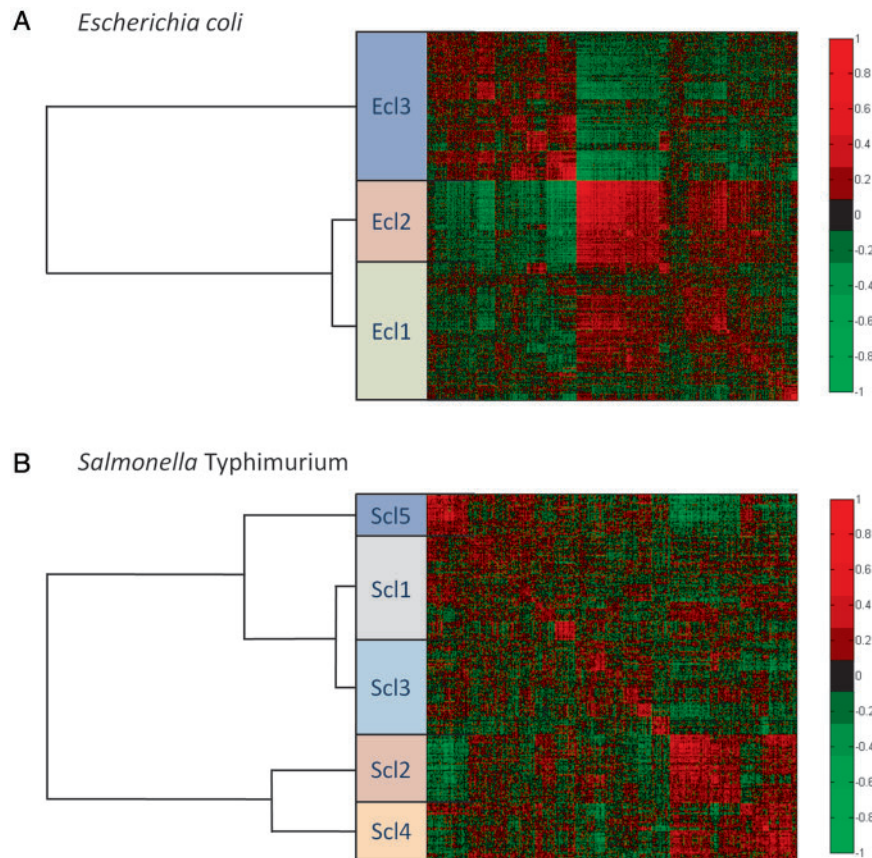 A Escherichia coli
Ecl3
Ecl2
Ecl1
1
0.8
0.6
0.4
0.2
0
-0.2
-0.4
-0.6
-0.8
-1
B Salmonella Typhimurium
Scl5
Scl1
Scl3
Scl2
Scl4
1
0.8
0.6
0.4
0.2
0
-0.2
-0.4
-0.6
-0.8
-1